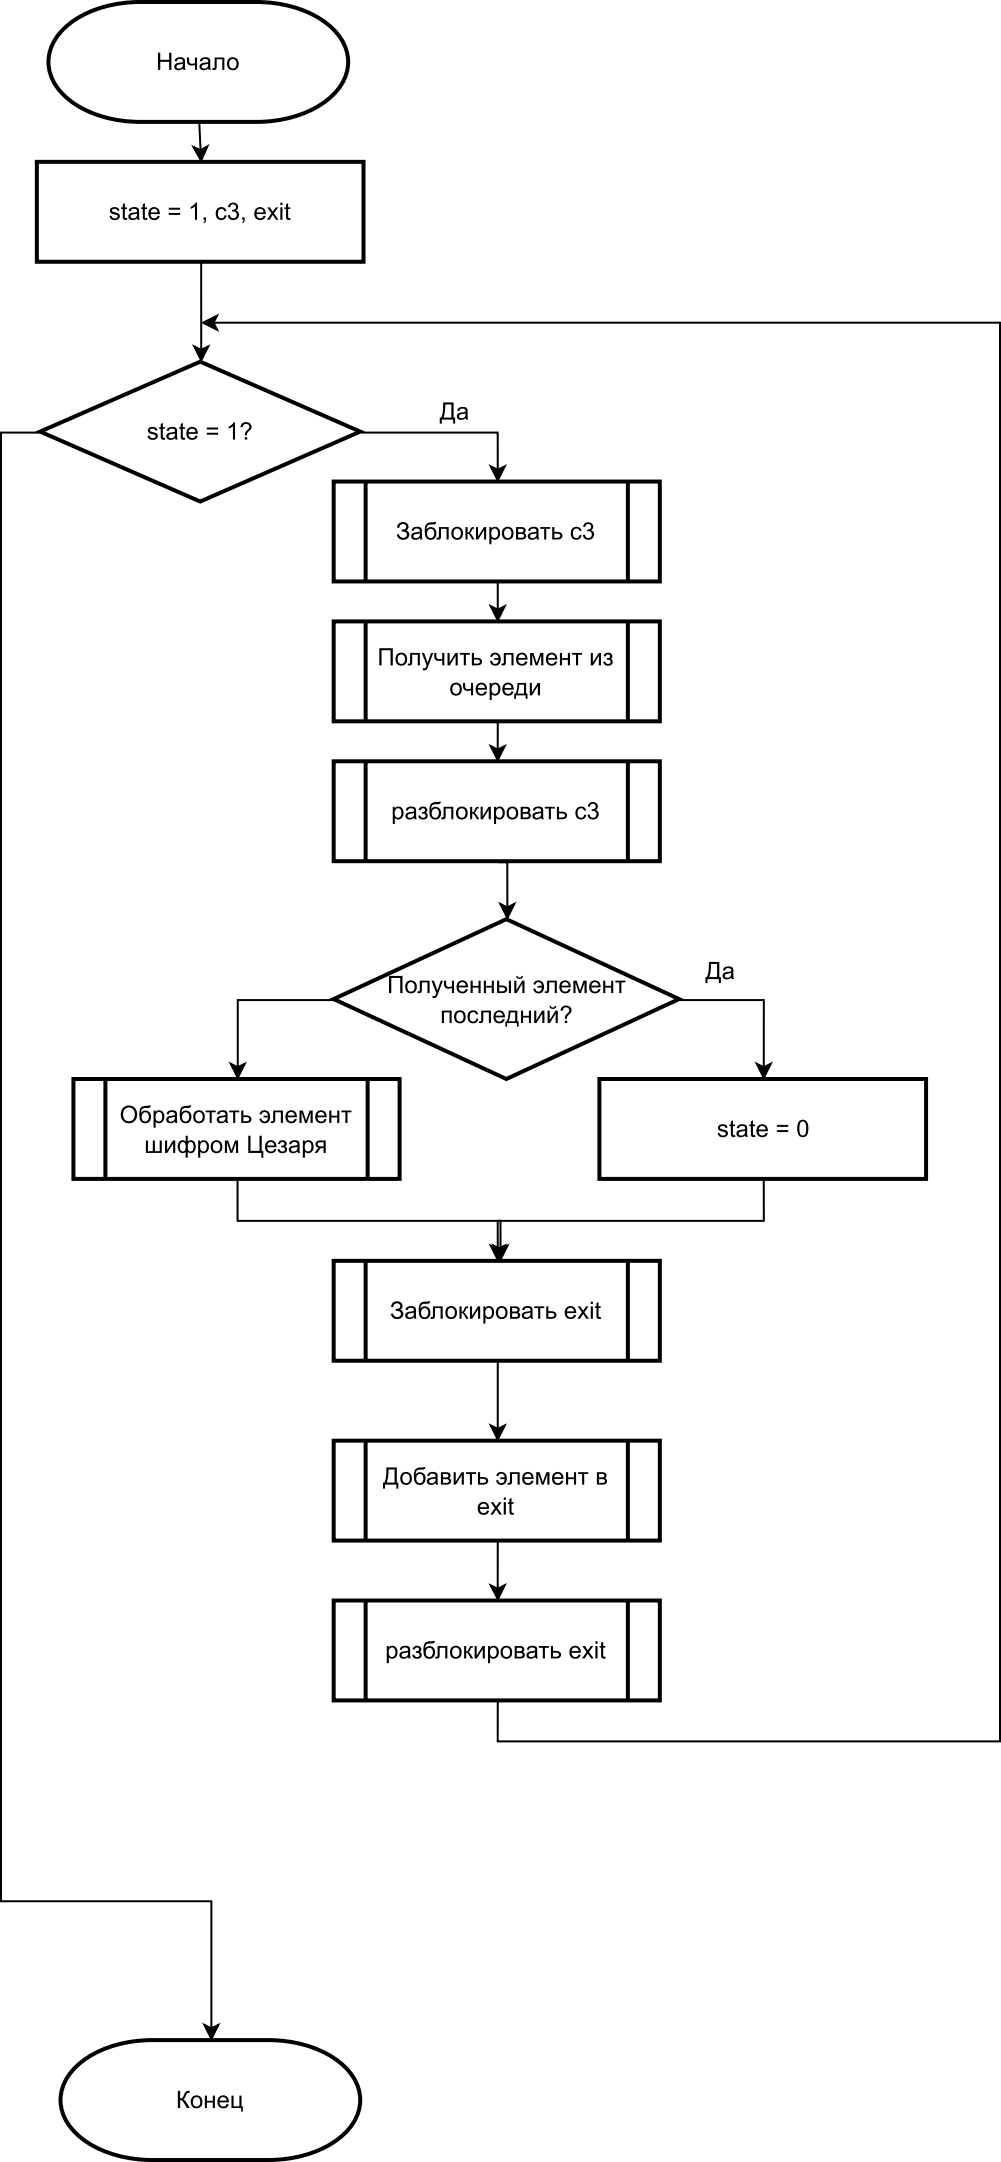 Начало
state = 1, c3, exit
state = 1?
Да
Заблокировать c3
Получить элемент из
очереди
разблокировать c3
Полученный элемент
последний?
Да
Обработать элемент
шифром Цезаря
state = 0
Заблокировать exit
Добавить элемент в
exit
разблокировать exit
Конец